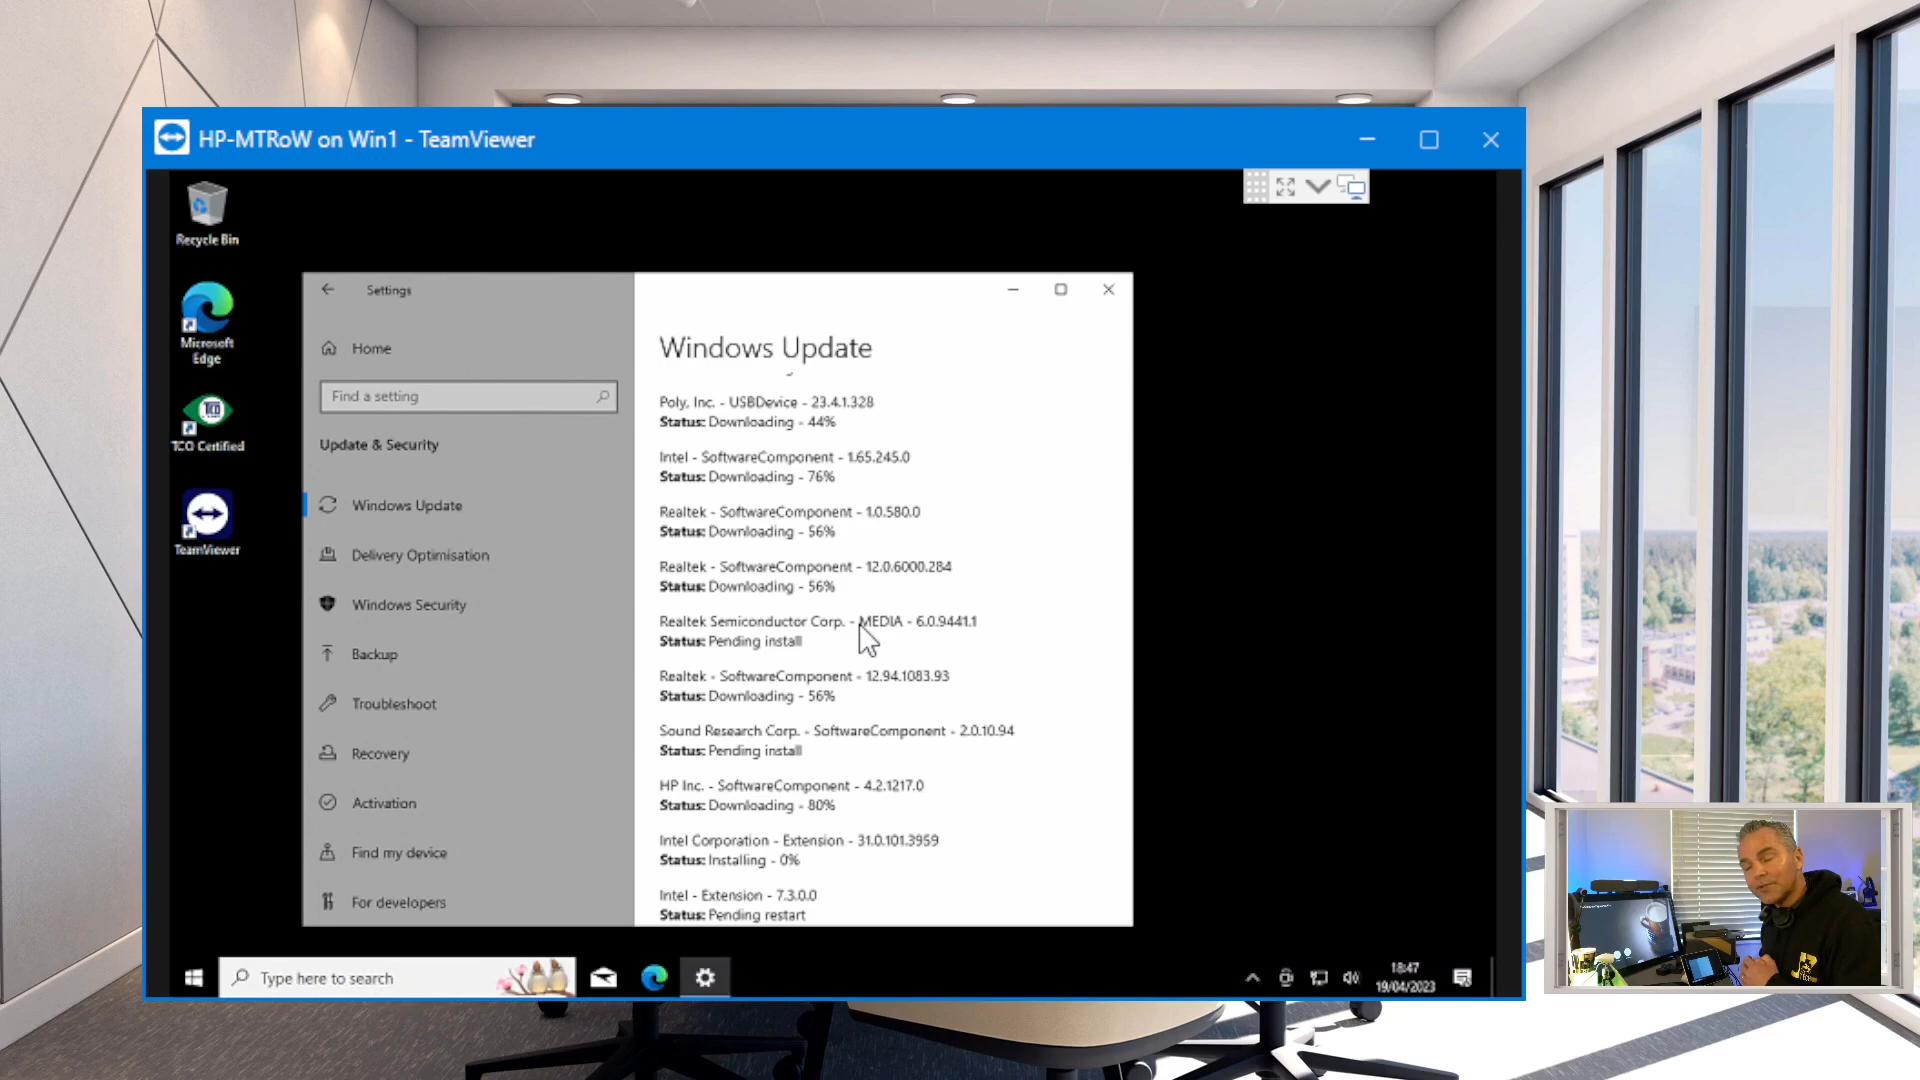 HP-MTRoW on Win1 - TeamViewer
Recycle Bin
Microsoft
Edge
TCO
TCO Certified
TeamViewer
Settings
Home
Find a setting
Update & Security
Windows Update
Delivery Optimisation
Windows Security
Backup
Troubleshoot
Recovery
Activation
Find my device
For developers
Windows Update
Poly, Inc. - USBDevice - 23.4.1.328
Status: Downloading - 44%
Intel - SoftwareComponent - 1.65.245.0
Status: Downloading - 76%
Realtek - SoftwareComponent - 1.0.580.0
Status: Downloading - 56%
Realtek - SoftwareComponent - 12.0.6000.284
Status: Downloading - 56%
Realtek Semiconductor Corp. - MEDIA - 6.0.9441.1
Status: Pending install
Realtek - SoftwareComponent - 12.94.1083.93
Status: Downloading - 56%
Sound Research Corp. - SoftwareComponent - 2.0.10.94
Status: Pending install
HP Inc. - SoftwareComponent - 4.2.1217.0
Status: Downloading - 80%
Intel Corporation - Extension - 31.0.101.3959
Status: Installing - 0%
Intel - Extension - 7.3.0.0
Status: Pending restart
Type here to search
18:47
19/04/2023